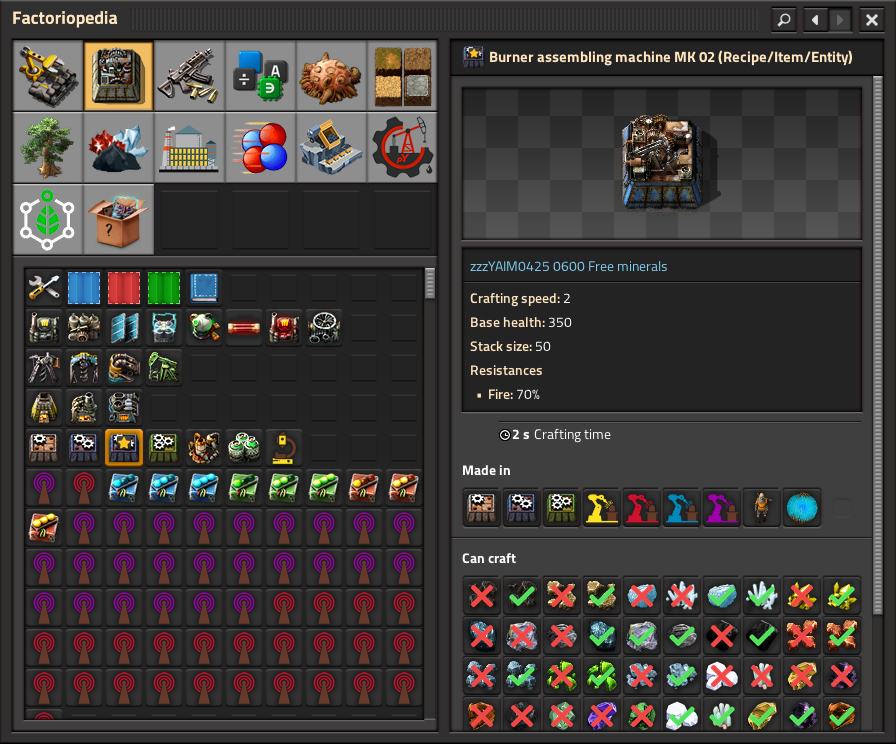 Factoriopedia
Burner assembling machine MK 02 (Recipe/Item/Entity)
zzzYAIM0425 0600 Free minerals
Crafting speed: 2
Base health: 350
Stack size: 50
Resistances
• Fire: 70%
2 s Crafting time
Made in
Can craft